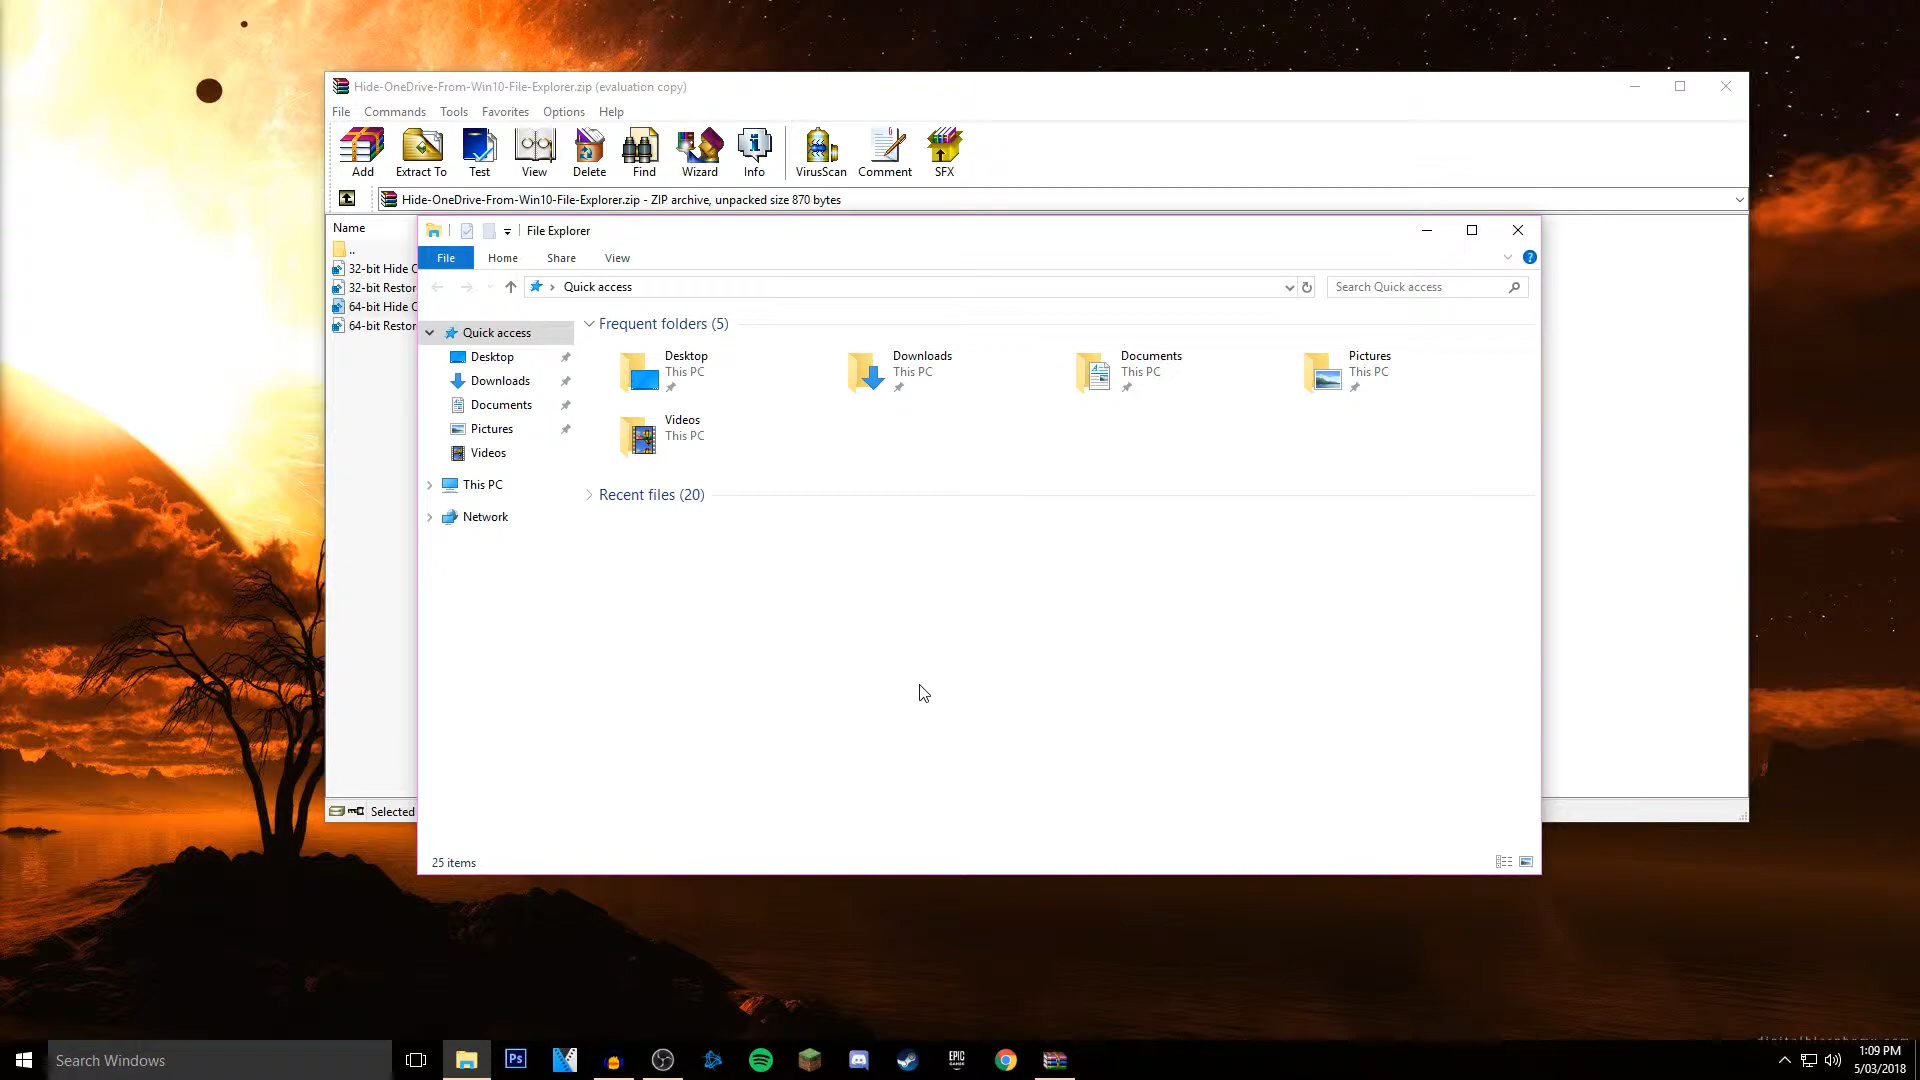 Hide-OneDrive-From-Win10-File-Explorer.zip (evaluation copy)
File Commands Tools Favorites Options Help
Add Extract To Test View Delete Find Wizard Info VirusScan Comment SFX
Hide-OneDrive-From-Win10-File-Explorer.zip - ZIP archive, unpacked size 870 bytes
Name
..
32-bit Hide
32-bit Restor
64-bit Hide
64-bit Restor
Selected
File Explorer
File Home Share View
Quick access
Search Quick access
Quick access
Desktop
Downloads
Documents
Pictures
Videos
This PC
Network
Frequent folders (5)
Desktop
This PC
Downloads
This PC
Documents
This PC
Pictures
This PC
Videos
This PC
Recent files (20)
25 items
Search Windows
Ps
EPIC
GAMES
1:09 PM
5/03/2018